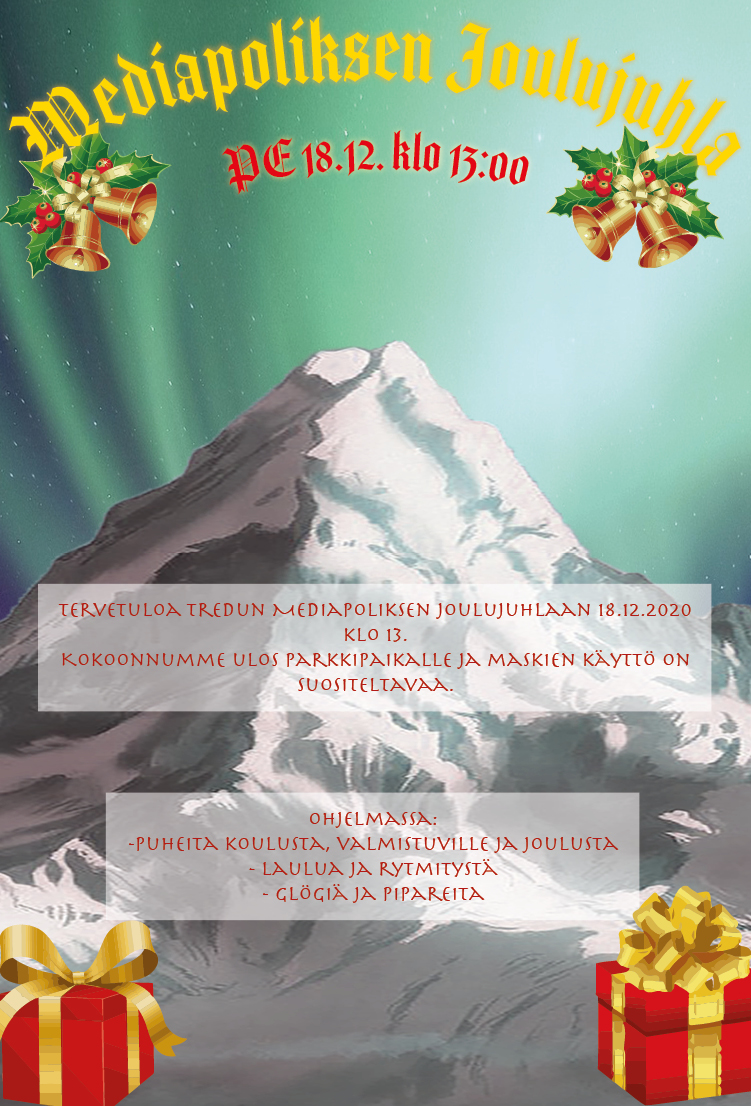 Mediapoliksen Joulujuhla
PE 18.12. klo 13:00
Tervetuloa Tredun Mediapoliksen joulujuhlaan 18.12.2020
klo 13.
Kokoonnumme ulos parkkipaikalle ja maskien käyttö on
suositeltavaa.
Ohjelmassa:
-Puheita koulusta, valmistuville ja joulusta
- Laulua ja rytmitystä
- Glögiä ja pipareita